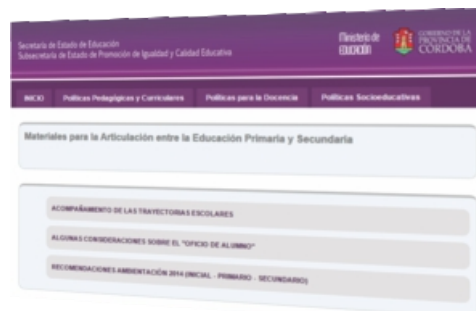 Secretaría de Estado de Educación
Subsecretaría de Estado de Promoción de Igualdad y Calidad Educativa
Ministerio de
EDUCACIÓN
GOBIERNO DE LA
PROVINCIA DE
CÓRDOBA
INICIO
Políticas Pedagógicas y Curriculares
Políticas para la Docencia
Políticas Socioeducativas
Materiales para la Articulación entre la Educación Primaria y Secundaria
ACOMPAÑAMIENTO DE LAS TRAYECTORIAS ESCOLARES
ALGUNAS CONSIDERACIONES SOBRE EL "OFICIO DE ALUMNO"
RECOMENDACIONES AMBIENTACIÓN 2014 (INICIAL - PRIMARIO - SECUNDARIO)